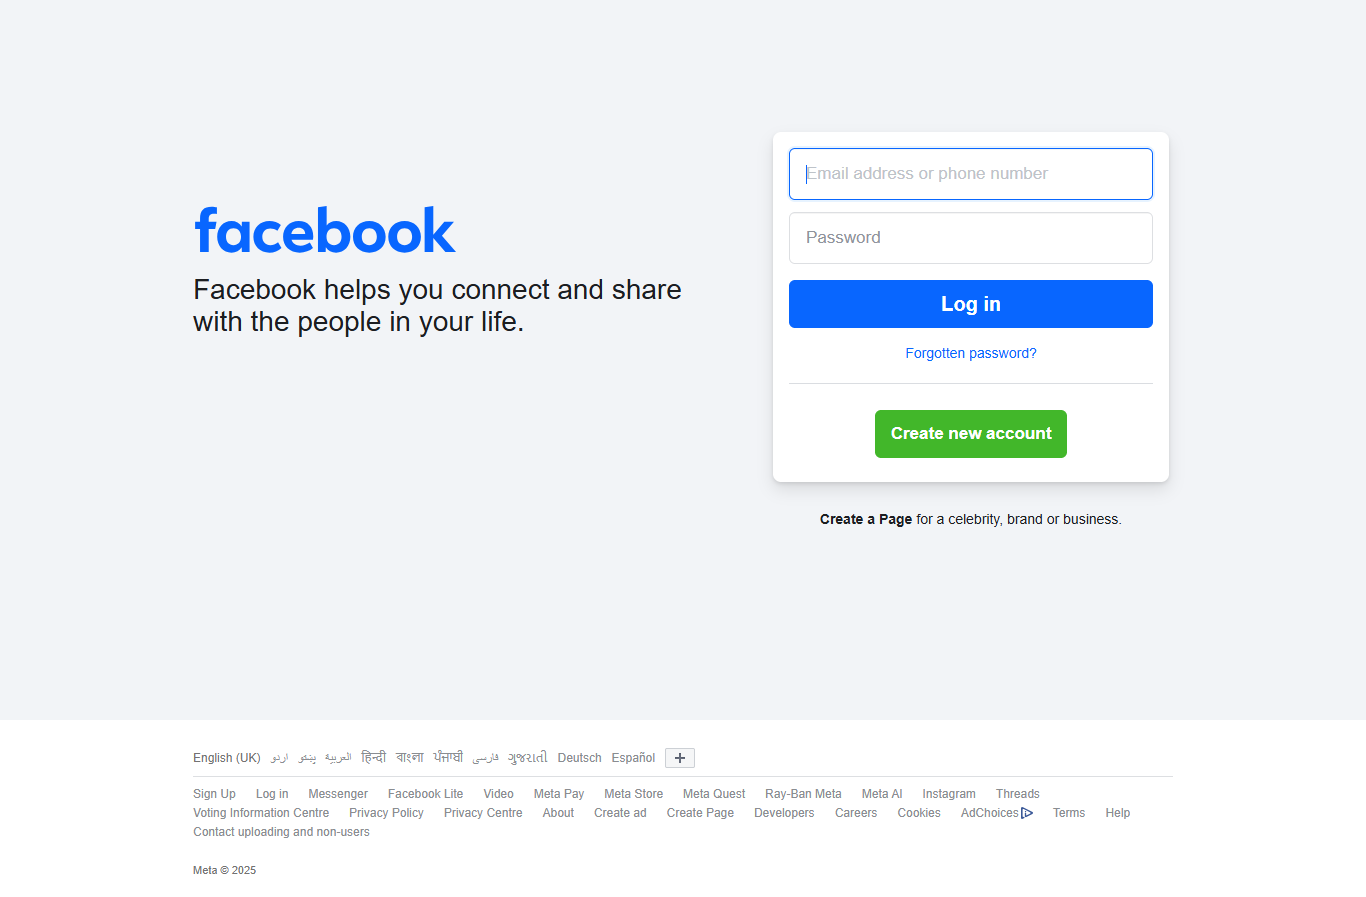 facebook
Facebook helps you connect and share
with the people in your life.
Email address or phone number
Password
Log in
Forgotten password?
Create new account
Create a Page for a celebrity, brand or business.
English (UK) اردو پښتو العربية हिन्दी বাংলা ਪੰਜਾਬੀ فارسی ગુજરાતી Deutsch Español
Sign Up Log in Messenger Facebook Lite Video Meta Pay Meta Store Meta Quest Ray-Ban Meta Meta AI Instagram Threads
Voting Information Centre Privacy Policy Privacy Centre About Create ad Create Page Developers Careers Cookies AdChoices Terms Help
Contact uploading and non-users
Meta © 2025